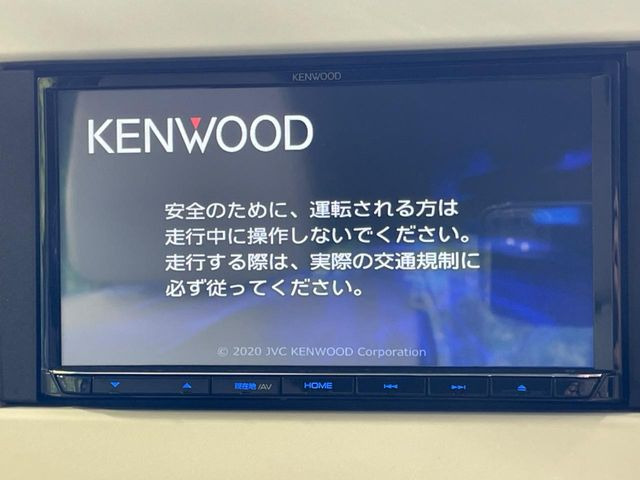 KENWOOD
KENWOOD
安全のために、運転される方は
走行中に操作しないでください。
走行する際は、実際の交通規制に
必ず従ってください。
© 2020 JVC KENWOOD Corporation
現在地/AV HOME